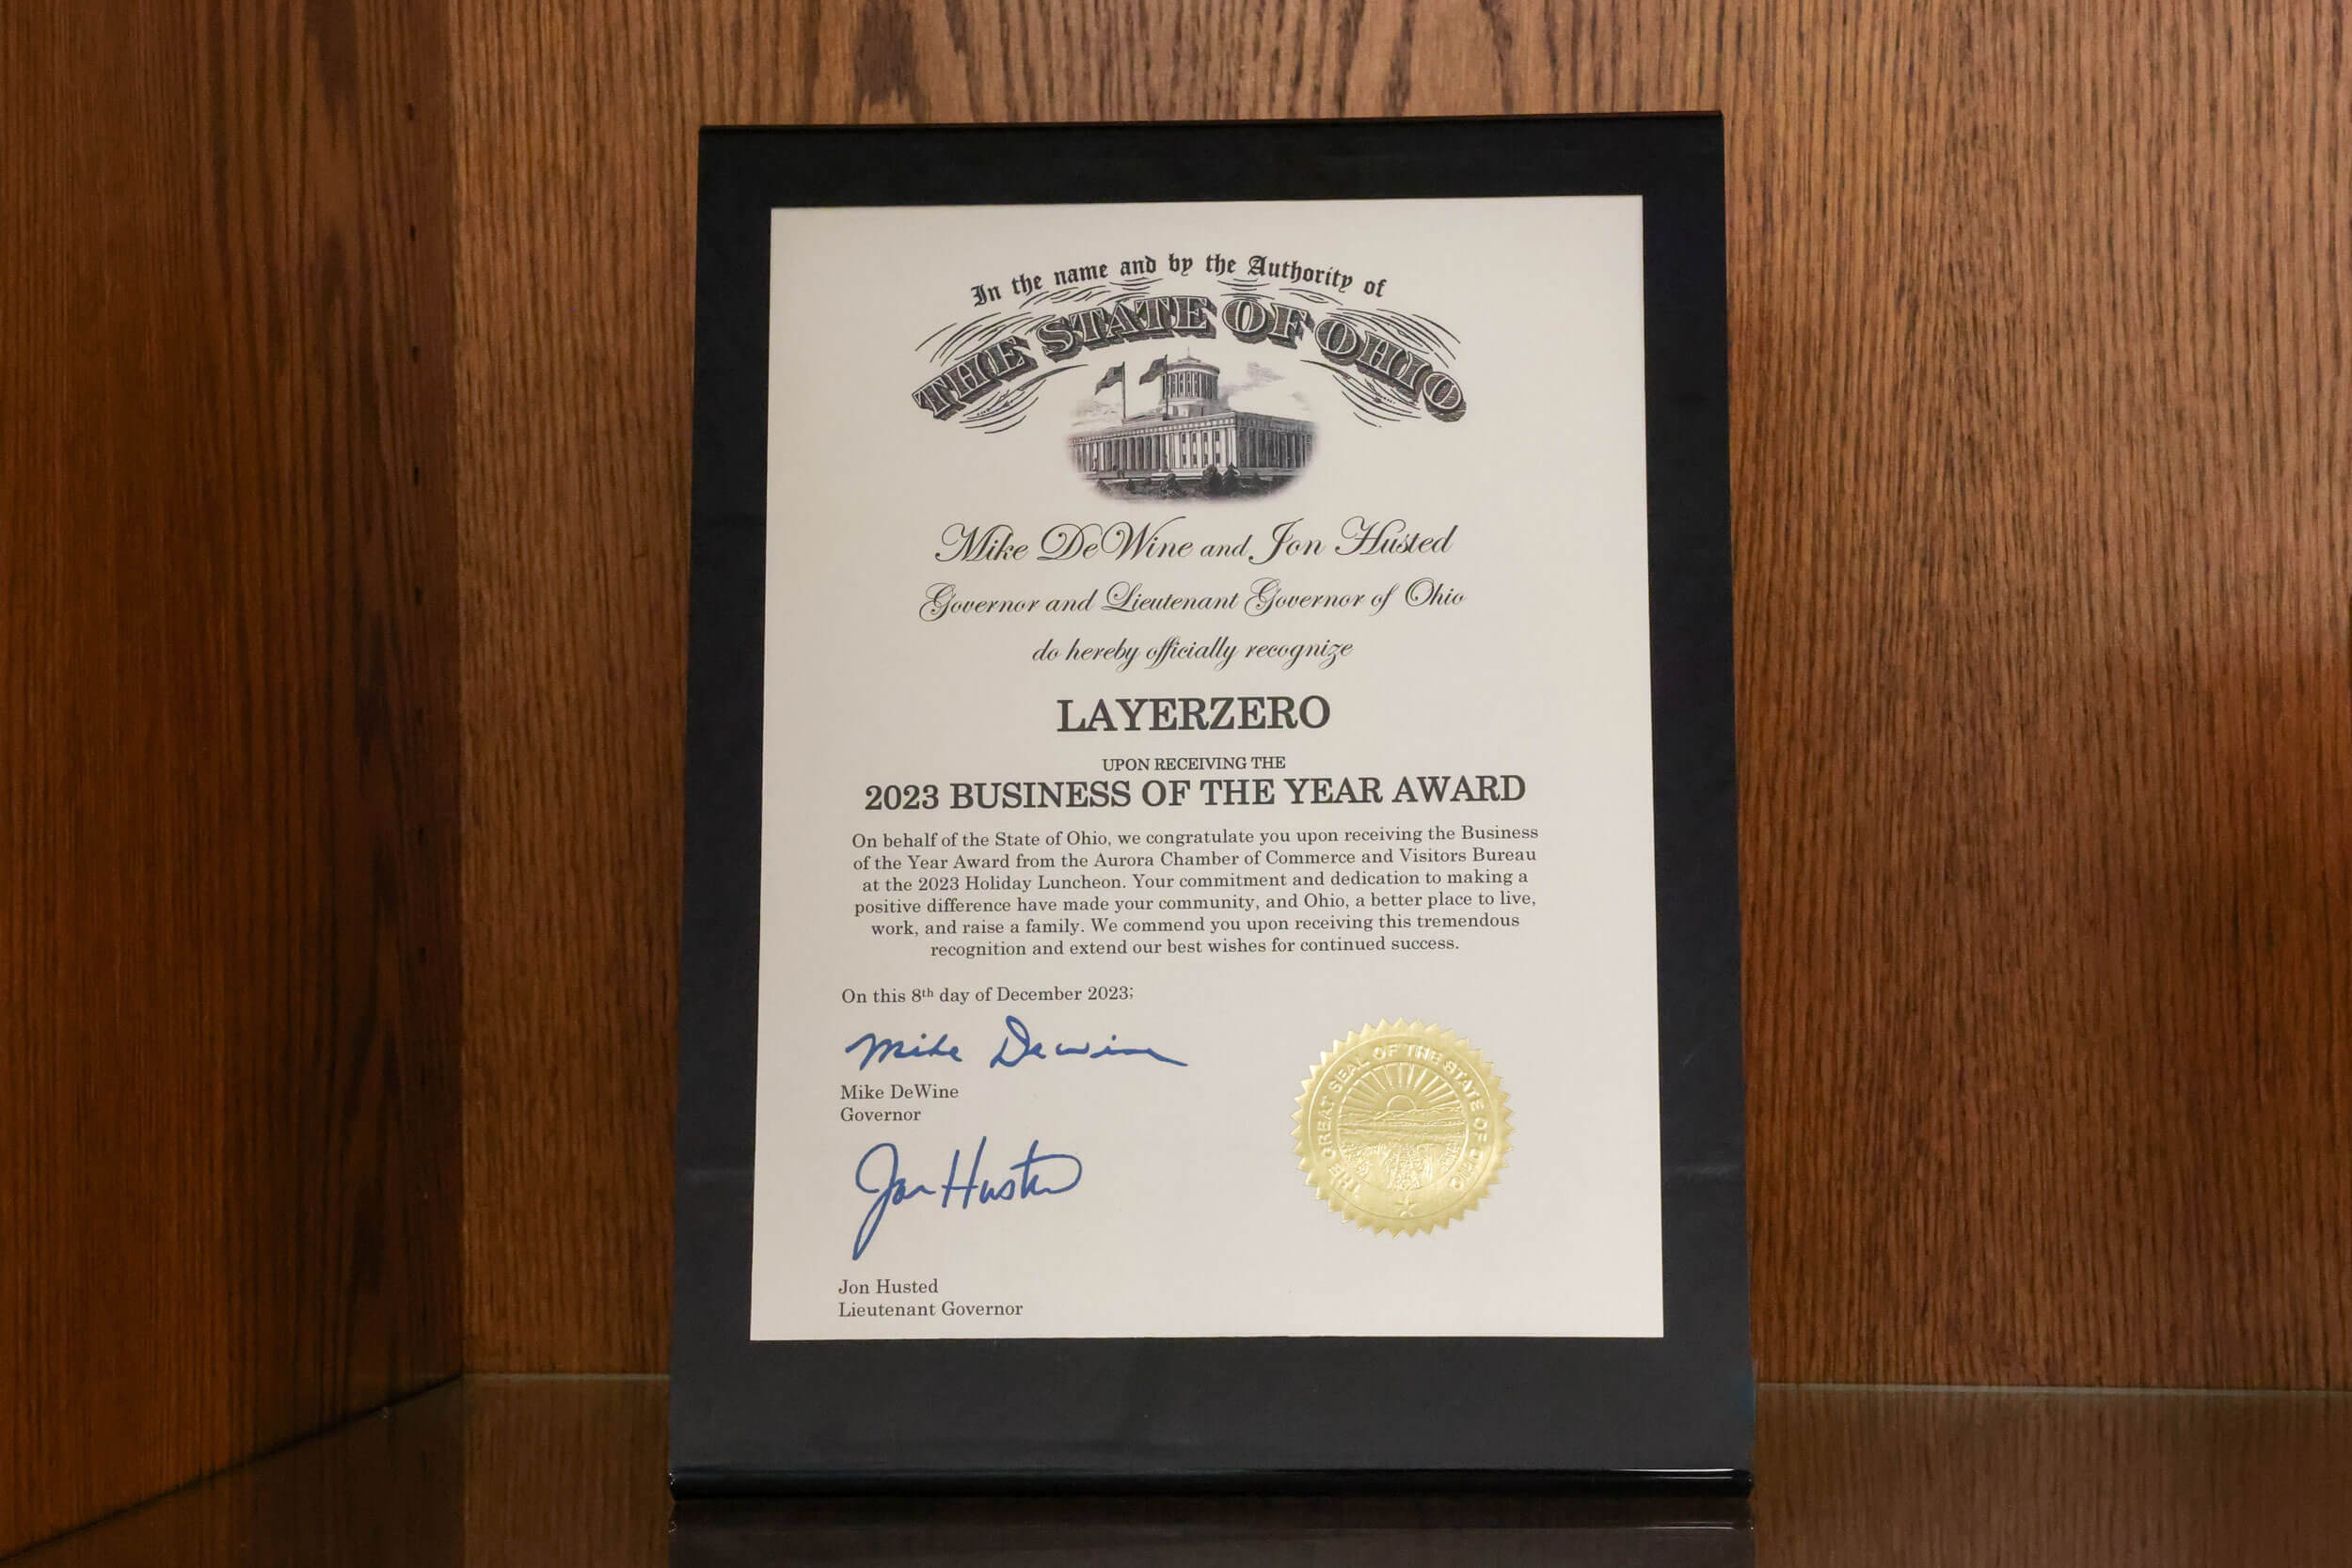 In the name and by the Authority of
THE STATE OF OHIO
Mike DeWine and Jon Husted
Governor and Lieutenant Governor of Ohio
do hereby officially recognize
LAYERZERO
UPON RECEIVING THE
2023 BUSINESS OF THE YEAR AWARD
On behalf of the State of Ohio, we congratulate you upon receiving the Business
of the Year Award from the Aurora Chamber of Commerce and Visitors Bureau
at the 2023 Holiday Luncheon. Your commitment and dedication to making a
positive difference have made your community, and Ohio, a better place to live,
work, and raise a family. We commend you upon receiving this tremendous
recognition and extend our best wishes for continued success.
On this 8th day of December 2023;
Mike DeWine
Mike DeWine
Governor
Jon Husted
Jon Husted
Lieutenant Governor
THE GREAT SEAL OF THE STATE OF OHIO